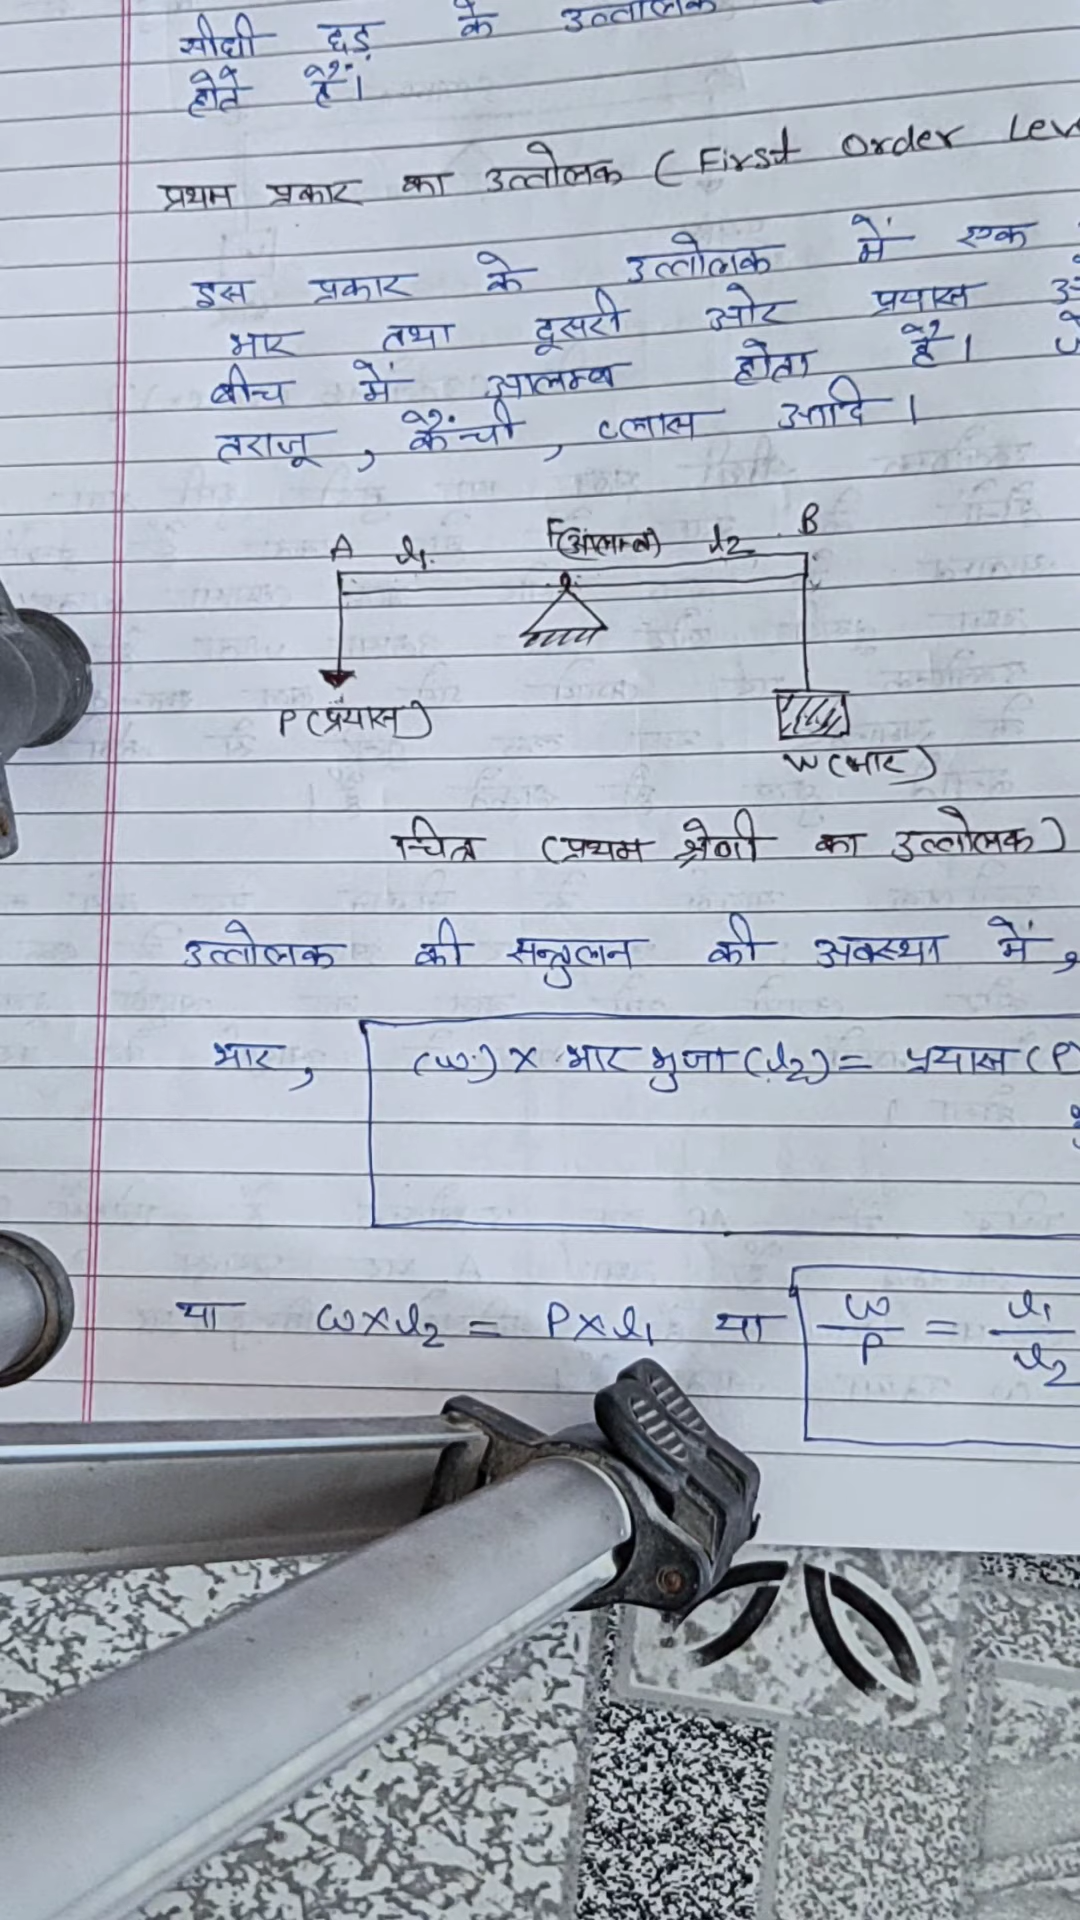 सीधी छड़ के उत्तोलक
होते हैं।
प्रथम प्रकार का उत्तोलक (First Order Lev
इस प्रकार के उत्तोलक में एक
भार तथा दूसरी ओर प्रयास
बीच में आलम्ब होता है।
तराजू, कैंची, प्लास आदि।
A l₁ F(आलम्ब) l₂ B
P (प्रयास)
W (भार)
चित्र (प्रथम श्रेणी का उत्तोलक)
उत्तोलक की सन्तुलन की अवस्था में,
भार, (w) × भार भुजा (l₂) = प्रयास (P
या w × l₂ = P × l₁ या w/P = l₁/l₂